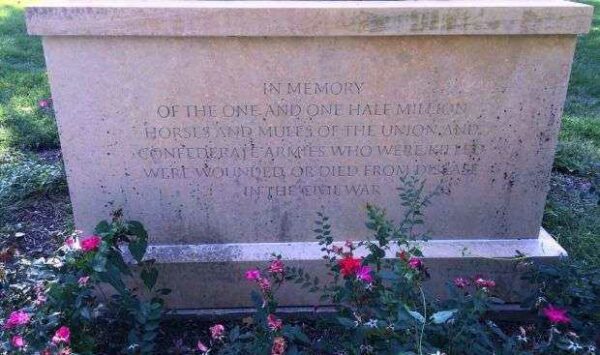 IN MEMORY
OF THE ONE AND ONE HALF MILLION
HORSES AND MULES OF THE UNION AND
CONFEDERATE ARMIES WHO WERE KILLED
WERE WOUNDED, OR DIED FROM DISEASE
IN THE CIVIL WAR